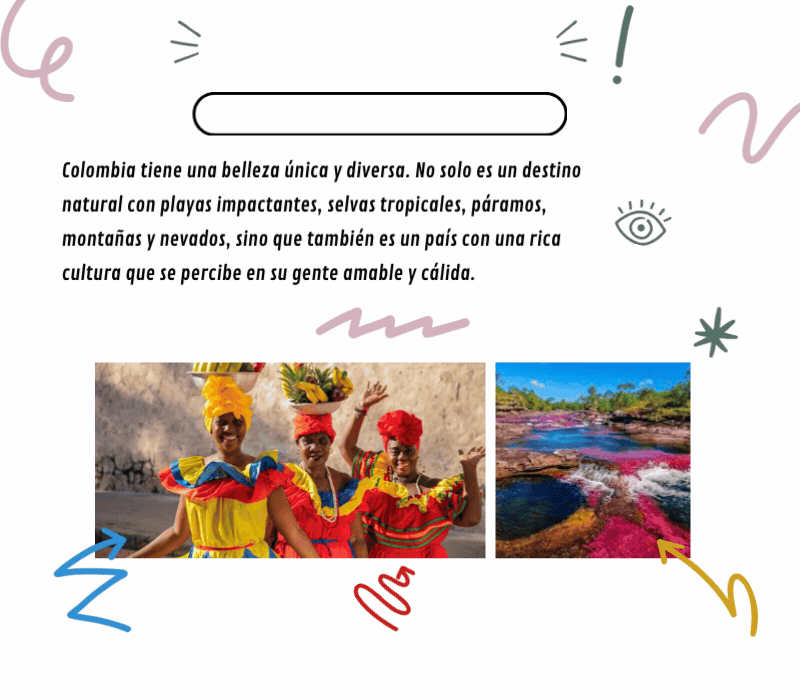 Colombia tiene una belleza única y diversa. No solo es un destino
natural con playas impactantes, selvas tropicales, páramos,
montañas y nevados, sino que también es un país con una rica
cultura que se percibe en su gente amable y cálida.